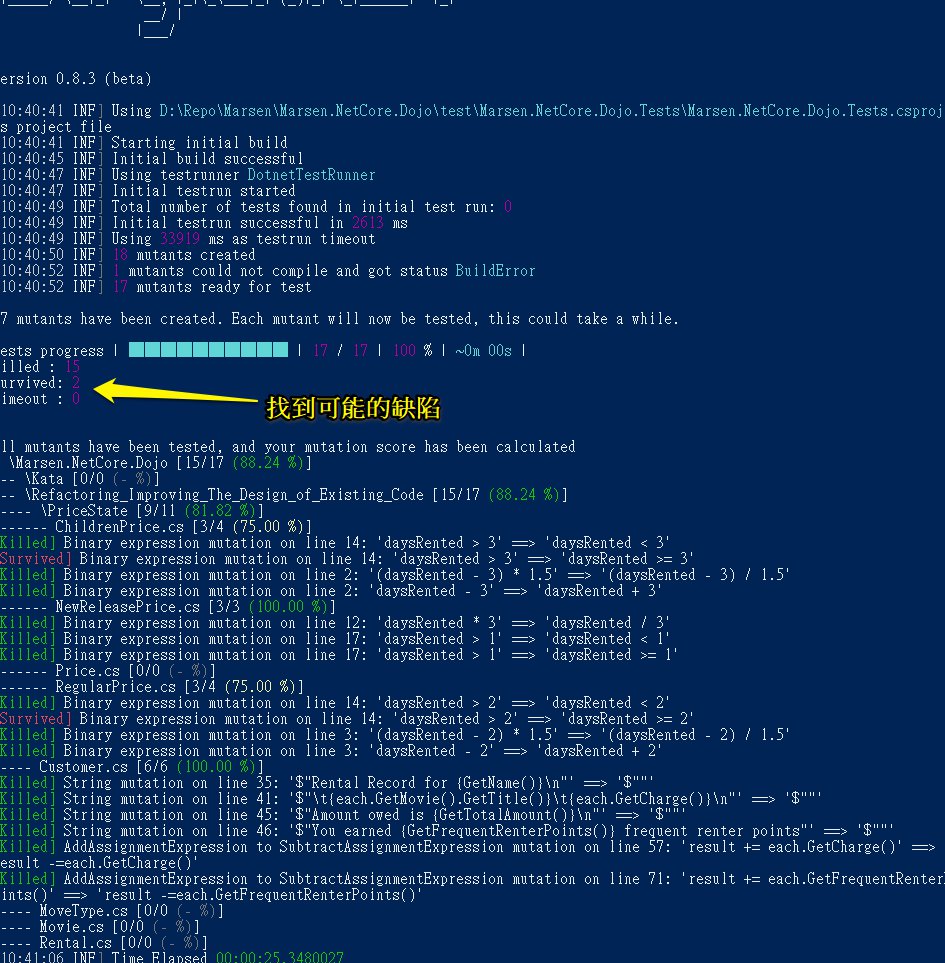 ersion 0.8.3 (beta)
10:40:41 INF] Using D:\Repo\Marsen\Marsen.NetCore.Dojo\test\Marsen.NetCore.Dojo.Tests\Marsen.NetCore.Dojo.Tests.csproj
s project file
10:40:41 INF] Starting initial build
10:40:45 INF] Initial build successful
10:40:47 INF] Using testrunner DotnetTestRunner
10:40:47 INF] Initial testrun started
10:40:49 INF] Total number of tests found in initial test run: 0
10:40:49 INF] Initial testrun successful in 2613 ms
10:40:49 INF] Using 33919 ms as testrun timeout
10:40:50 INF] 18 mutants created
10:40:52 INF] 1 mutants could not compile and got status BuildError
10:40:52 INF] 17 mutants ready for test
7 mutants have been created. Each mutant will now be tested, this could take a while.
ests progress | ██████████ | 17 / 17 | 100 % | ~0m 00s |
illed : 15
urvived: 2
imeout : 0
找到可能的缺陷
ll mutants have been tested, and your mutation score has been calculated
\Marsen.NetCore.Dojo [15/17 (88.24 %)]
-- \Kata [0/0 (- %)]
-- \Refactoring_Improving_The_Design_of_Existing_Code [15/17 (88.24 %)]
---- \PriceState [9/11 (81.82 %)]
------ ChildrenPrice.cs [3/4 (75.00 %)]
Killed] Binary expression mutation on line 14: 'daysRented > 3' ==> 'daysRented < 3'
Survived] Binary expression mutation on line 14: 'daysRented > 3' ==> 'daysRented >= 3'
Killed] Binary expression mutation on line 2: '(daysRented - 3) * 1.5' ==> '(daysRented - 3) / 1.5'
Killed] Binary expression mutation on line 2: 'daysRented - 3' ==> 'daysRented + 3'
------ NewReleasePrice.cs [3/3 (100.00 %)]
Killed] Binary expression mutation on line 12: 'daysRented * 3' ==> 'daysRented / 3'
Killed] Binary expression mutation on line 17: 'daysRented > 1' ==> 'daysRented < 1'
Killed] Binary expression mutation on line 17: 'daysRented > 1' ==> 'daysRented >= 1'
------ Price.cs [0/0 (- %)]
------ RegularPrice.cs [3/4 (75.00 %)]
Killed] Binary expression mutation on line 14: 'daysRented > 2' ==> 'daysRented < 2'
Survived] Binary expression mutation on line 14: 'daysRented > 2' ==> 'daysRented >= 2'
Killed] Binary expression mutation on line 3: '(daysRented - 2) * 1.5' ==> '(daysRented - 2) / 1.5'
Killed] Binary expression mutation on line 3: 'daysRented - 2' ==> 'daysRented + 2'
---- Customer.cs [6/6 (100.00 %)]
Killed] String mutation on line 35: '$"Rental Record for {GetName()}\n"' ==> '$""'
Killed] String mutation on line 41: '$"\t{each.GetMovie().GetTitle()}\t{each.GetCharge()}\n"' ==> '$""'
Killed] String mutation on line 45: '$"Amount owed is {GetTotalAmount()}\n"' ==> '$""'
Killed] String mutation on line 46: '$"You earned {GetFrequentRenterPoints()} frequent renter points"' ==> '$""'
Killed] AddAssignmentExpression to SubtractAssignmentExpression mutation on line 57: 'result += each.GetCharge()' ==>
esult -=each.GetCharge()'
Killed] AddAssignmentExpression to SubtractAssignmentExpression mutation on line 71: 'result += each.GetFrequentRenter
ints()' ==> 'result -=each.GetFrequentRenterPoints()'
---- MoveType.cs [0/0 (- %)]
---- Movie.cs [0/0 (- %)]
---- Rental.cs [0/0 (- %)]
10:41:06 INF] Time Elapsed 00:00:25.3480027